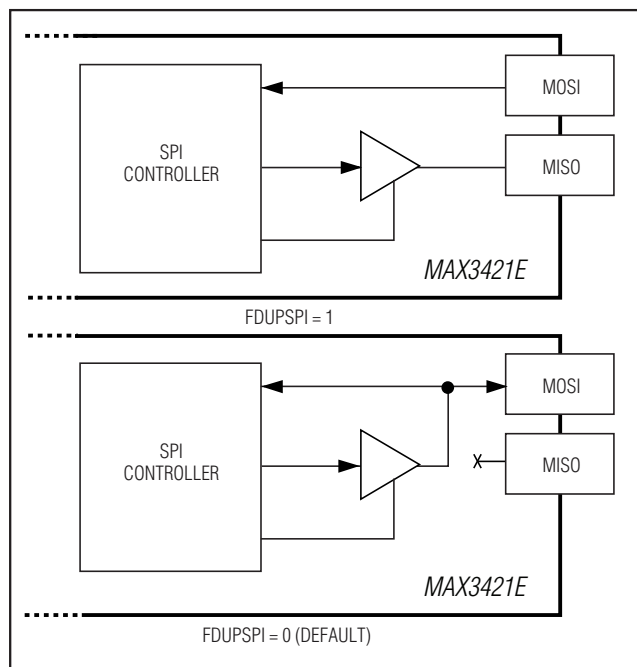 MOSI
SPI
CONTROLLER
MISO
MAX3421E
FDUPSPI = 1
MOSI
SPI
CONTROLLER
MISO
MAX3421E
FDUPSPI = 0 (DEFAULT)